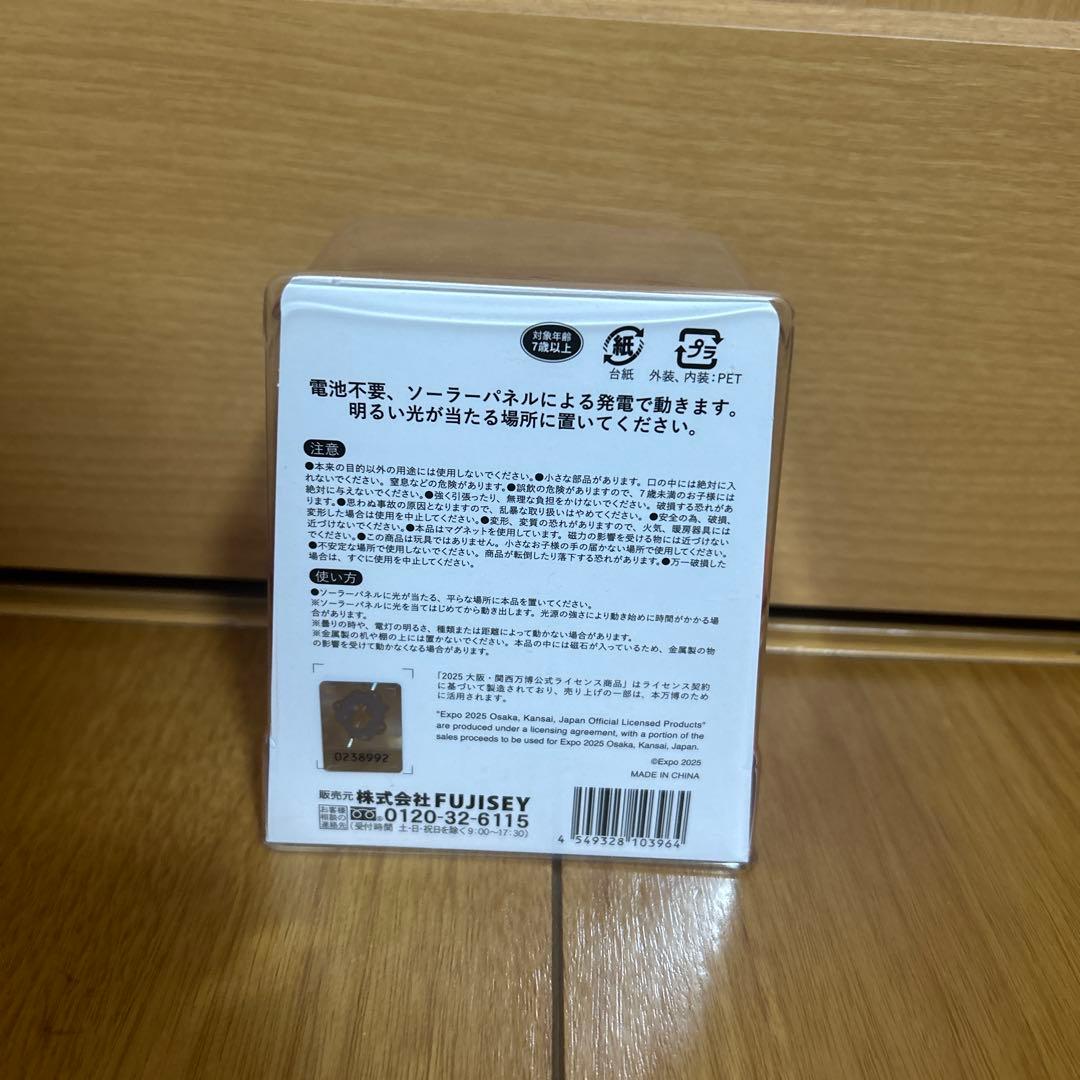 対象年齢
7歳以上
紙
プラ
台紙 外装、内装:PET
電池不要、ソーラーパネルによる発電で動きます。
明るい光が当たる場所に置いてください。
注意
●本来の目的以外の用途には使用しないでください。●小さな部品があります。口の中には絶対に入
れないでください。窒息などの危険があります。●誤飲の危険がありますので、7歳未満のお子様には
絶対に与えないでください。●強く引張ったり、無理な負担をかけないでください。破損する恐れがあ
ります。●思わぬ事故の原因となりますので、乱暴な取り扱いはやめてください。●安全の為、破損、
変形した場合は使用を中止してください。●変形、変質の恐れがありますので、火気、暖房器具には
近づけないでください。●本品はマグネットを使用しています。磁力の影響を受ける物には近づけない
でください。●この商品は玩具ではありません。小さなお子様の手の届かない場所で使用してください。
●不安定な場所で使用しないでください。商品が転倒したり落下する恐れがあります。●万一破損した
場合は、すぐに使用を中止してください。
使い方
●ソーラーパネルに光が当たる、平らな場所に本品を置いてください。
※ソーラーパネルに光を当てはじめてから動き出します。光源の強さにより動き始めに時間がかかる場
合があります。
※曇りの時や、電灯の明るさ、種類または距離によって動かない場合があります。
※金属製の机や棚の上には置かないでください。本品の中には磁石が入っているため、金属製の物
の影響を受けて動かなくなる場合があります。
「2025 大阪・関西万博公式ライセンス商品」はライセンス契約
に基づいて製造されており、売り上げの一部は、本万博のため
に活用されます。
"Expo 2025 Osaka, Kansai, Japan Official Licensed Products"
are produced under a licensing agreement, with a portion of the
sales proceeds to be used for Expo 2025 Osaka, Kansai, Japan.
©Expo 2025
MADE IN CHINA
0238992
販売元 株式会社FUJISEY
お客様
相談の
連絡先
0120-32-6115
(受付時間 土・日・祝日を除く9:00〜17:30)
4 549328 103964